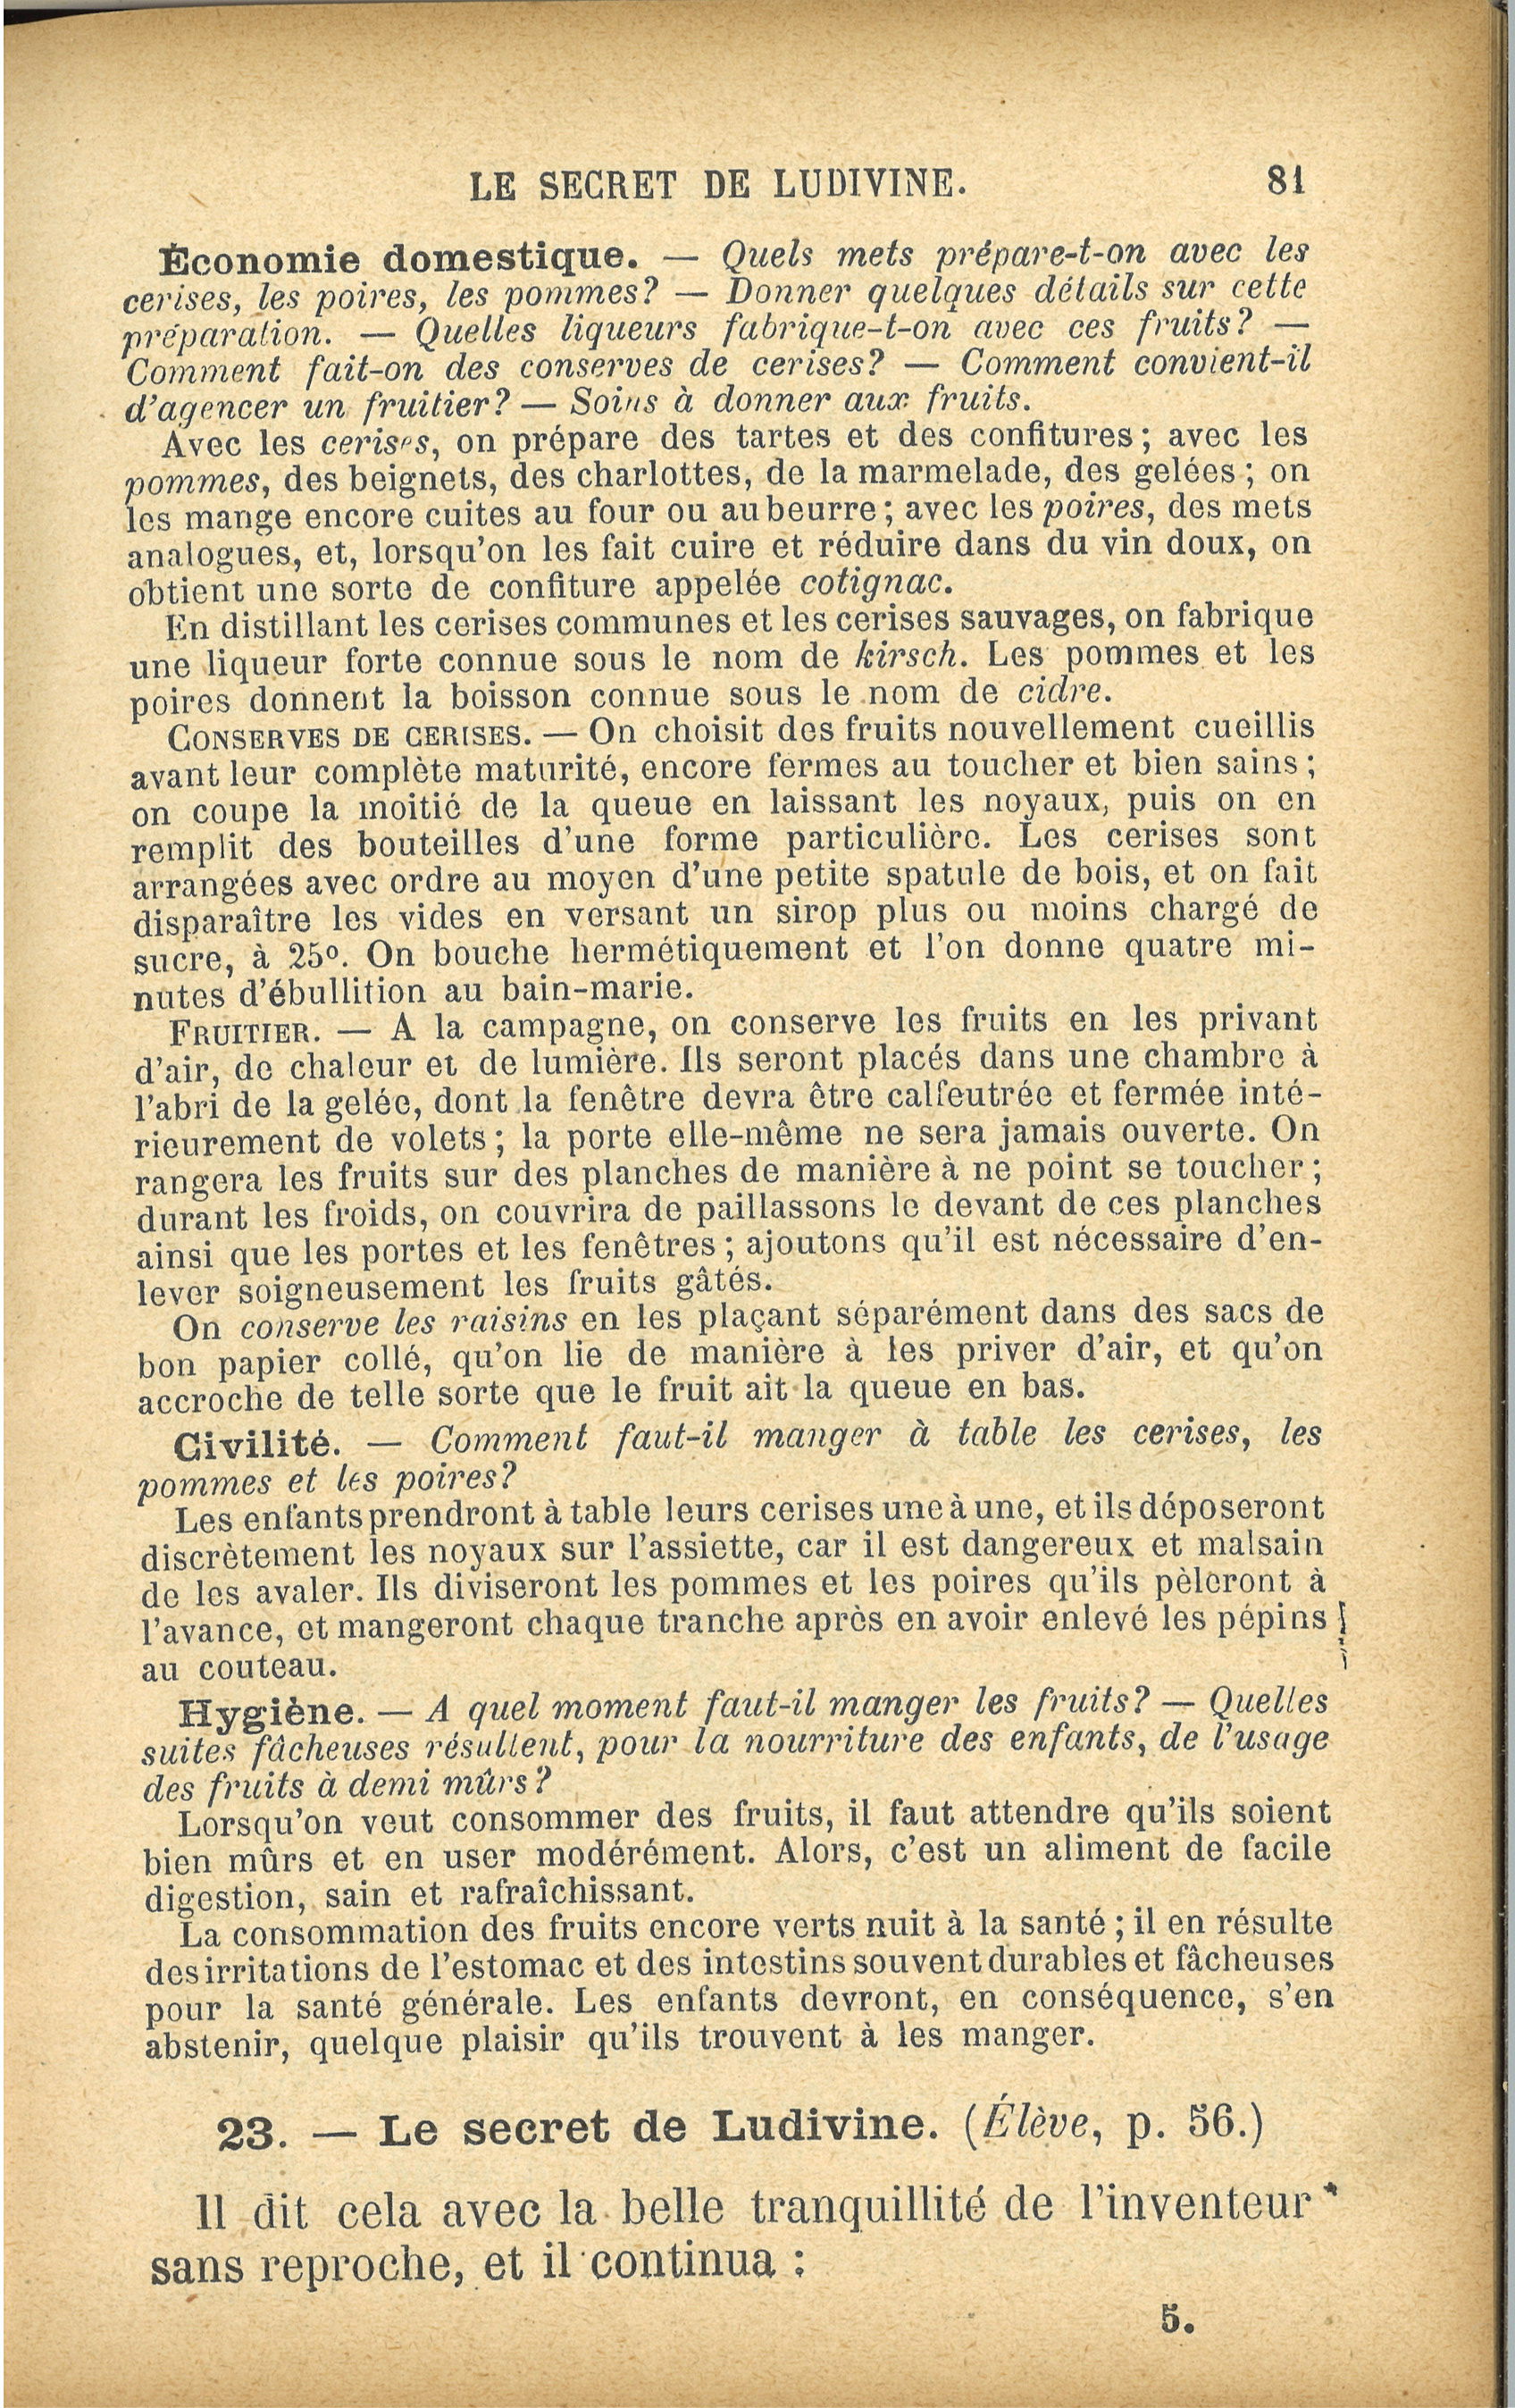 LE SECRET DE LUDIVINE. 81
Économie domestique. — Quels mets prépare-t-on avec les
cerises, les poires, les pommes? — Donner quelques détails sur cette
préparation. — Quelles liqueurs fabrique-t-on avec ces fruits? —
Comment fait-on des conserves de cerises? — Comment convient-il
d'agencer un fruitier? — Soins à donner aux fruits.
Avec les cerises, on prépare des tartes et des confitures; avec les
pommes, des beignets, des charlottes, de la marmelade, des gelées; on
les mange encore cuites au four ou au beurre; avec les poires, des mets
analogues, et, lorsqu'on les fait cuire et réduire dans du vin doux, on
obtient une sorte de confiture appelée cotignac.
En distillant les cerises communes et les cerises sauvages, on fabrique
une liqueur forte connue sous le nom de kirsch. Les pommes et les
poires donnent la boisson connue sous le nom de cidre.
CONSERVES DE CERISES. — On choisit des fruits nouvellement cueillis
avant leur complète maturité, encore fermes au toucher et bien sains;
on coupe la moitié de la queue en laissant les noyaux, puis on en
remplit des bouteilles d'une forme particulière. Les cerises sont
arrangées avec ordre au moyen d'une petite spatule de bois, et on fait
disparaître les vides en versant un sirop plus ou moins chargé de
sucre, à 25º. On bouche hermétiquement et l'on donne quatre mi-
nutes d'ébullition au bain-marie.
FRUITIER. — A la campagne, on conserve les fruits en les privant
d'air, de chaleur et de lumière. Ils seront placés dans une chambre à
l'abri de la gelée, dont la fenêtre devra être calfeutrée et fermée inté-
rieurement de volets; la porte elle-même ne sera jamais ouverte. On
rangera les fruits sur des planches de manière à ne point se toucher;
durant les froids, on couvrira de paillassons le devant de ces planches
ainsi que les portes et les fenêtres; ajoutons qu'il est nécessaire d'en-
lever soigneusement les fruits gâtés.
On conserve les raisins en les plaçant séparément dans des sacs de
bon papier collé, qu'on lie de manière à les priver d'air, et qu'on
accroche de telle sorte que le fruit ait la queue en bas.
Civilité. — Comment faut-il manger à table les cerises, les
pommes et les poires?
Les enfants prendront à table leurs cerises une à une, et ils déposeront
discrètement les noyaux sur l'assiette, car il est dangereux et malsain
de les avaler. Ils diviseront les pommes et les poires qu'ils pèleront à
l'avance, et mangeront chaque tranche après en avoir enlevé les pépins
au couteau.
Hygiène. — A quel moment faut-il manger les fruits? — Quelles
suites fâcheuses résultent, pour la nourriture des enfants, de l'usage
des fruits à demi mûrs?
Lorsqu'on veut consommer des fruits, il faut attendre qu'ils soient
bien mûrs et en user modérément. Alors, c'est un aliment de facile
digestion, sain et rafraîchissant.
La consommation des fruits encore verts nuit à la santé; il en résulte
des irritations de l'estomac et des intestins souvent durables et fâcheuses
pour la santé générale. Les enfants devront, en conséquence, s'en
abstenir, quelque plaisir qu'ils trouvent à les manger.
23. — Le secret de Ludivine. (Élève, p. 56.)
Il dit cela avec la belle tranquillité de l'inventeur*
sans reproche, et il continua :
5.